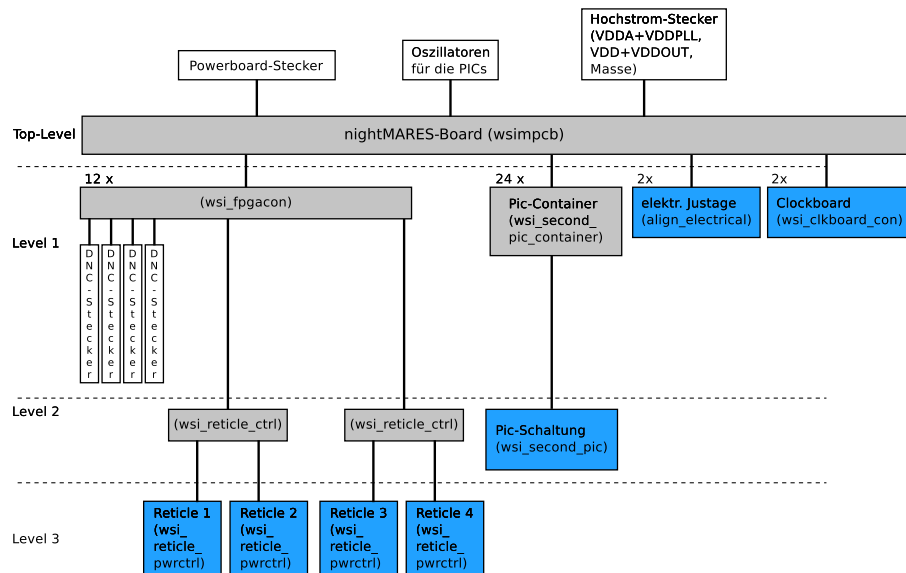 Hochstrom-Stecker
(VDDA+VDDPLL,
VDD+VDDOUT,
Masse)
Oszillatoren
für die PICs
Powerboard-Stecker
Top-Level
nightMARES-Board (wsimpcb)
12 x
24 x
2x
2x
(wsi_fpgacon)
Pic-Container
(wsi_second_
pic_container)
elektr. Justage
(align_electrical)
Clockboard
(wsi_clkboard_con)
Level 1
DNC-Stecker
DNC-Stecker
DNC-Stecker
DNC-Stecker
Level 2
(wsi_reticle_ctrl)
(wsi_reticle_ctrl)
Pic-Schaltung
(wsi_second_pic)
Level 3
Reticle 1
(wsi_
reticle_
pwrctrl)
Reticle 2
(wsi_
reticle_
pwrctrl)
Reticle 3
(wsi_
reticle_
pwrctrl)
Reticle 4
(wsi_
reticle_
pwrctrl)